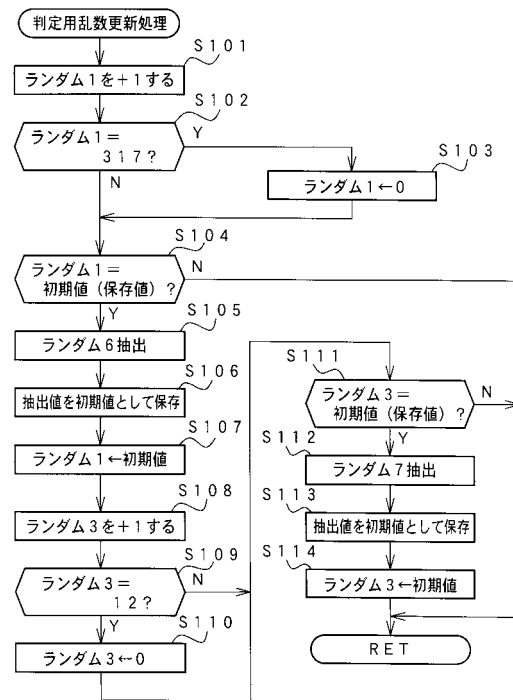 判定用乱数更新処理
S101
ランダム1を+1する
S102
ランダム1=
317?
Y
N
S103
ランダム1←0
S104
ランダム1=
初期値(保存値)?
N
Y
S105
ランダム6抽出
S106
抽出値を初期値として保存
S107
ランダム1←初期値
S108
ランダム3を+1する
S109
ランダム3=
12?
N
Y
S110
ランダム3←0
S111
ランダム3=
初期値(保存値)?
N
Y
S112
ランダム7抽出
S113
抽出値を初期値として保存
S114
ランダム3←初期値
RET